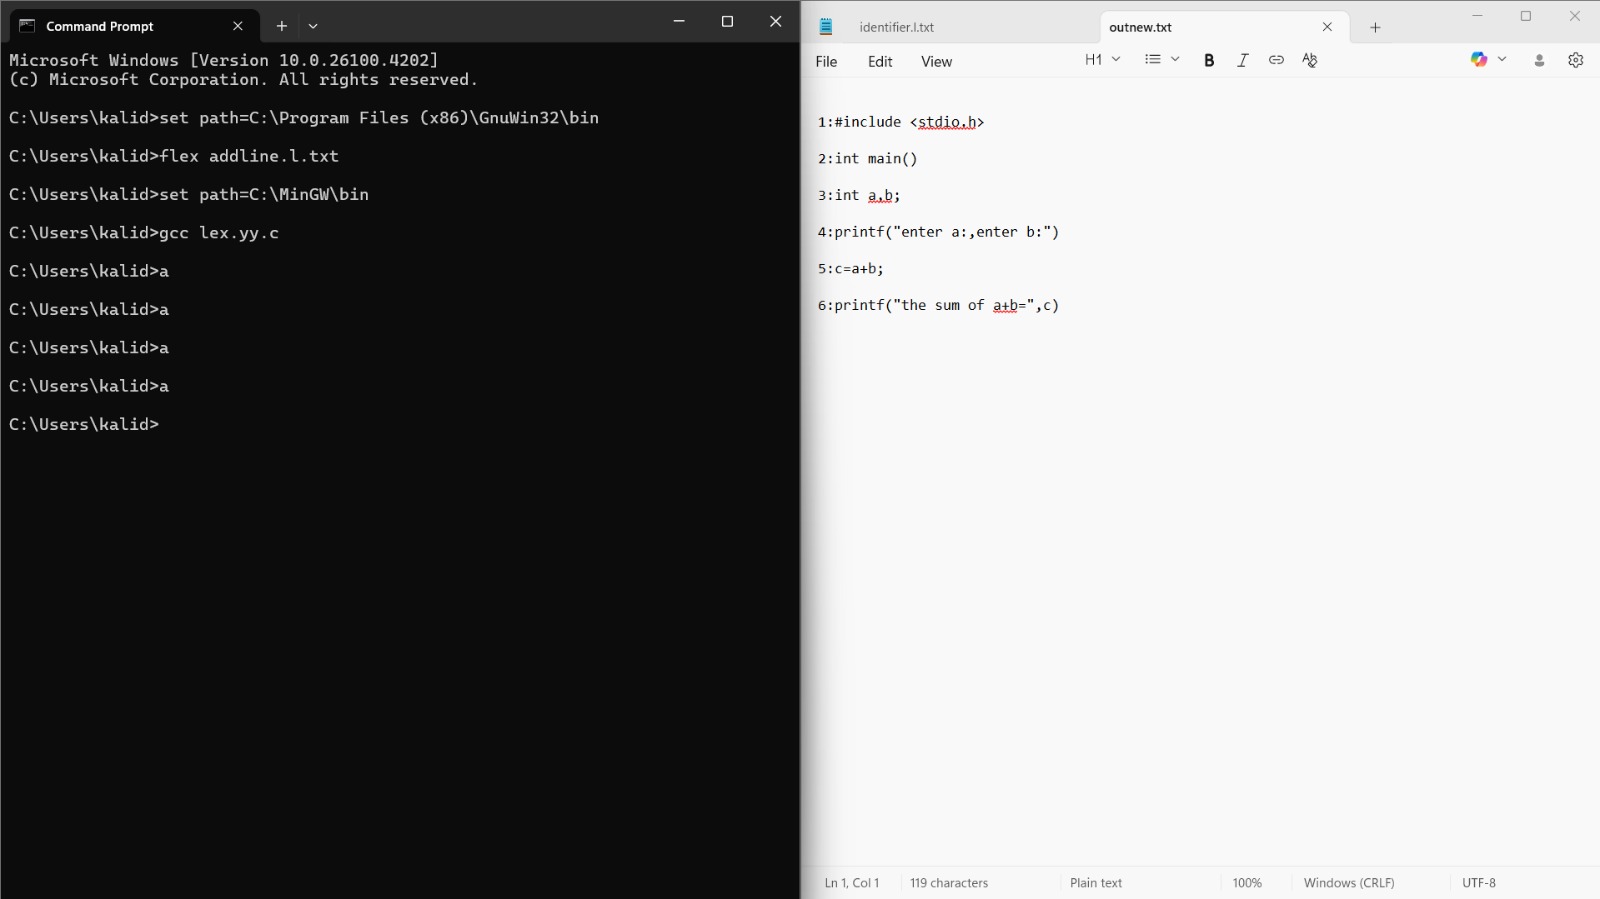 Command Prompt
Microsoft Windows [Version 10.0.26100.4202]
(c) Microsoft Corporation. All rights reserved.
C:\Users\kalid>set path=C:\Program Files (x86)\GnuWin32\bin
C:\Users\kalid>flex addline.l.txt
C:\Users\kalid>set path=C:\MinGW\bin
C:\Users\kalid>gcc lex.yy.c
C:\Users\kalid>a
C:\Users\kalid>a
C:\Users\kalid>a
C:\Users\kalid>a
C:\Users\kalid>
identifier.l.txt
outnew.txt
File Edit View H1 B I
1:#include <stdio.h>
2:int main()
3:int a,b;
4:printf("enter a:,enter b:")
5:c=a+b;
6:printf("the sum of a+b=",c)
Ln 1, Col 1 119 characters Plain text 100% Windows (CRLF) UTF-8